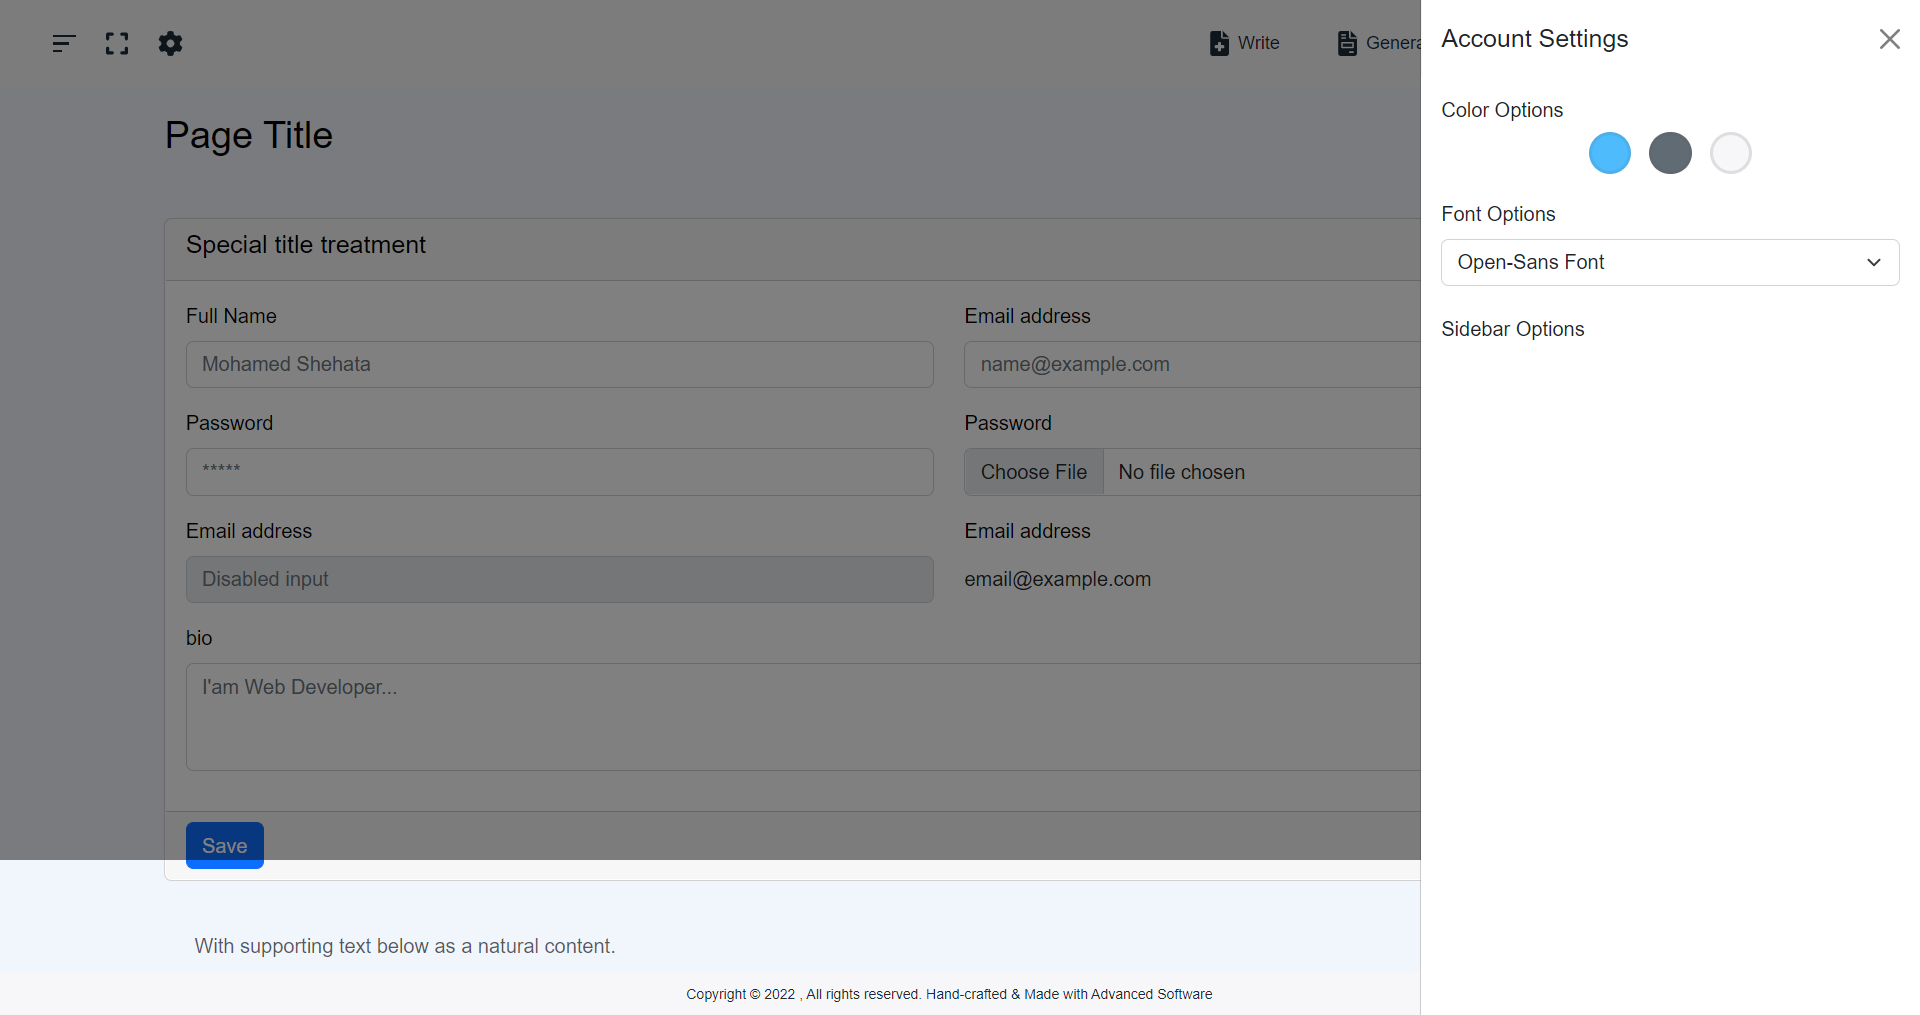 Write
Genera
Account Settings
Page Title
Color Options
Font Options
Open-Sans Font
Sidebar Options
Special title treatment
Full Name
Email address
Mohamed Shehata
name@example.com
Password
Password
*****
Choose File
No file chosen
Email address
Email address
Disabled input
email@example.com
bio
I'am Web Developer...
Save
With supporting text below as a natural content.
Copyright © 2022 , All rights reserved. Hand-crafted & Made with Advanced Software